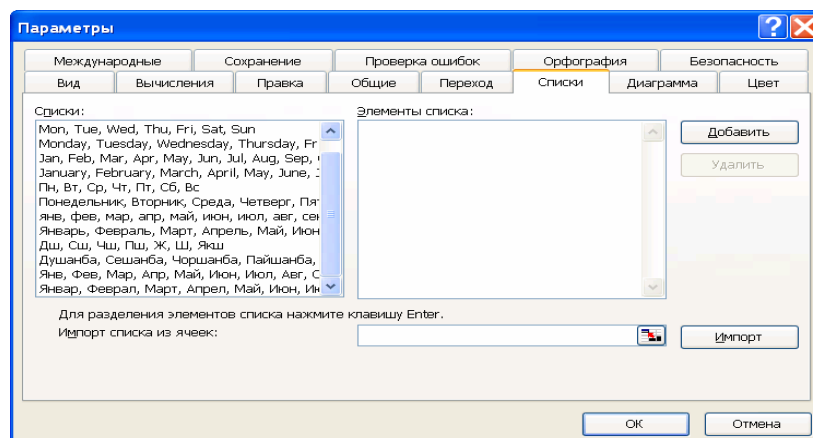 Параметры
Международные Сохранение Проверка ошибок Орфография Безопасность
Вид Вычисления Правка Общие Переход Списки Диаграмма Цвет
Списки: Элементы списка:
Mon, Tue, Wed, Thu, Fri, Sat, Sun
Monday, Tuesday, Wednesday, Thursday, Fr
Jan, Feb, Mar, Apr, May, Jun, Jul, Aug, Sep,
January, February, March, April, May, June,
Пн, Вт, Ср, Чт, Пт, Сб, Вс
Понедельник, Вторник, Среда, Четверг, Пят
янв, фев, мар, апр, май, июн, июл, авг, сен
Январь, Февраль, Март, Апрель, Май, Июн
Дш, Сш, Чш, Пш, Ж, Ш, Якш
Душанба, Сешанба, Чоршанба, Пайшанба,
Янв, Фев, Мар, Апр, Май, Июн, Июл, Авг, С
Январ, Феврал, Март, Апрел, Май, Июн, Ию
Добавить
Удалить
Для разделения элементов списка нажмите клавишу Enter.
Импорт списка из ячеек:
Импорт
ОК Отмена